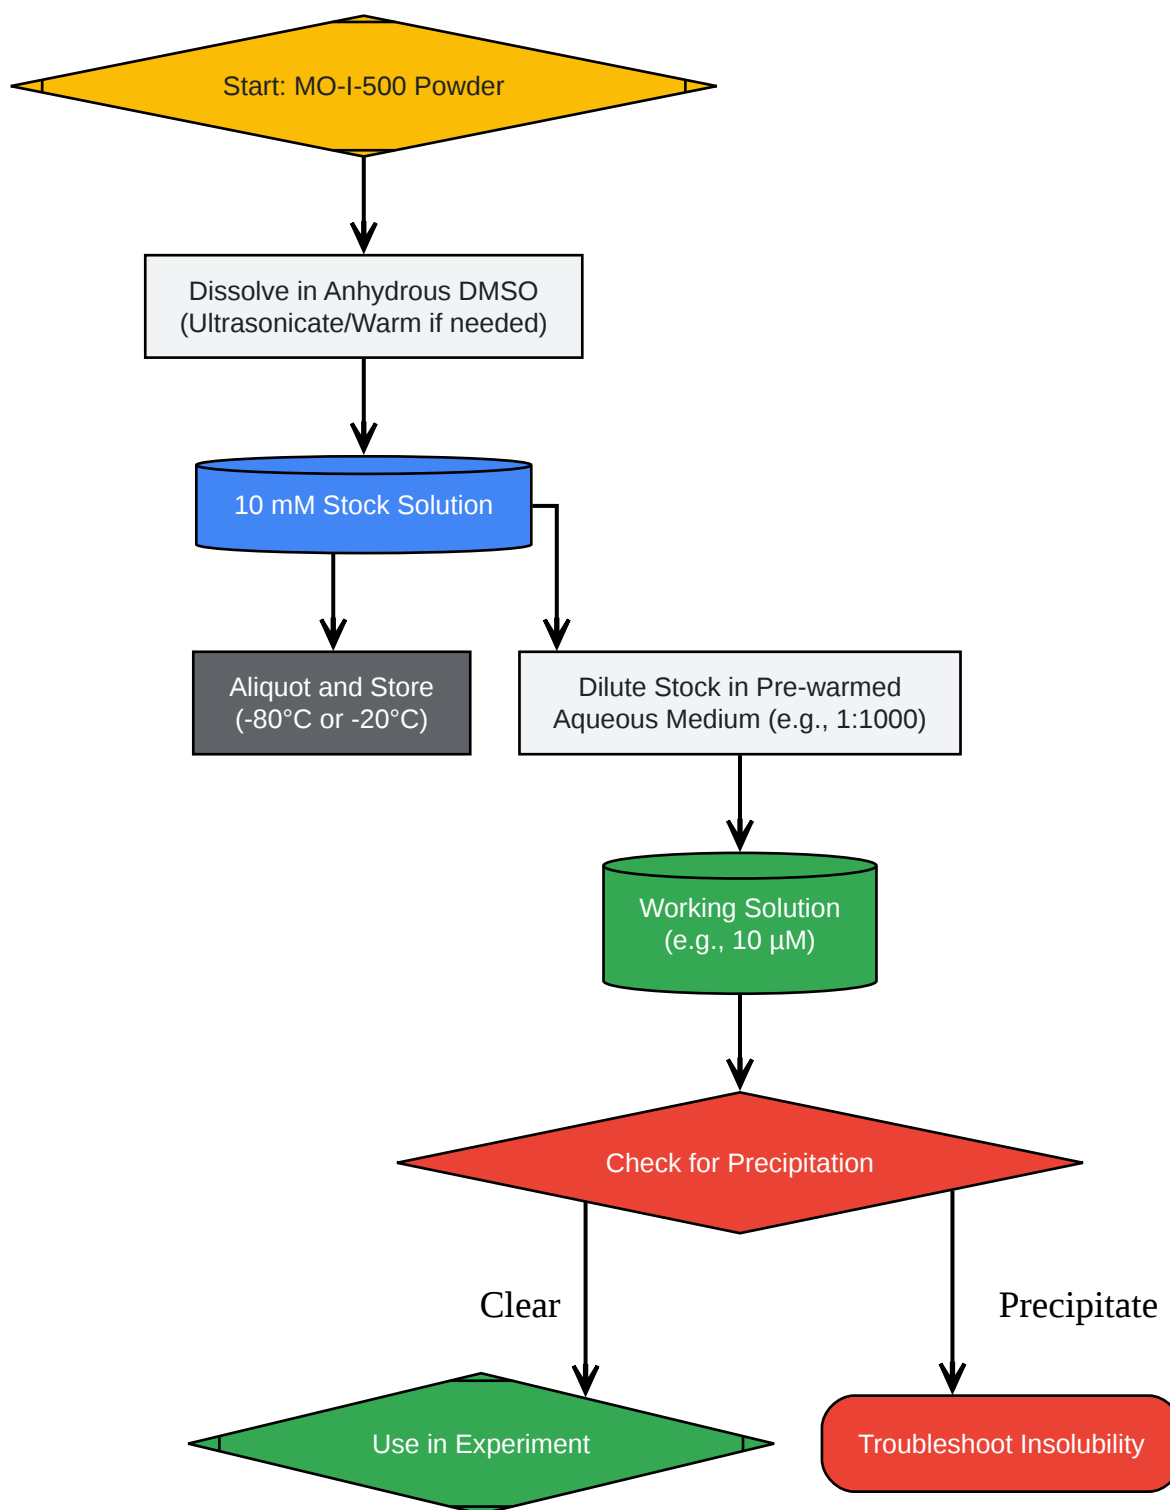 Start: MO-I-500 Powder
Dissolve in Anhydrous DMSO
(Ultrasonicate/Warm if needed)
10 mM Stock Solution
Aliquot and Store
(-80°C or -20°C)
Dilute Stock in Pre-warmed
Aqueous Medium (e.g., 1:1000)
Working Solution
(e.g., 10 µM)
Check for Precipitation
Clear
Precipitate
Use in Experiment
Troubleshoot Insolubility